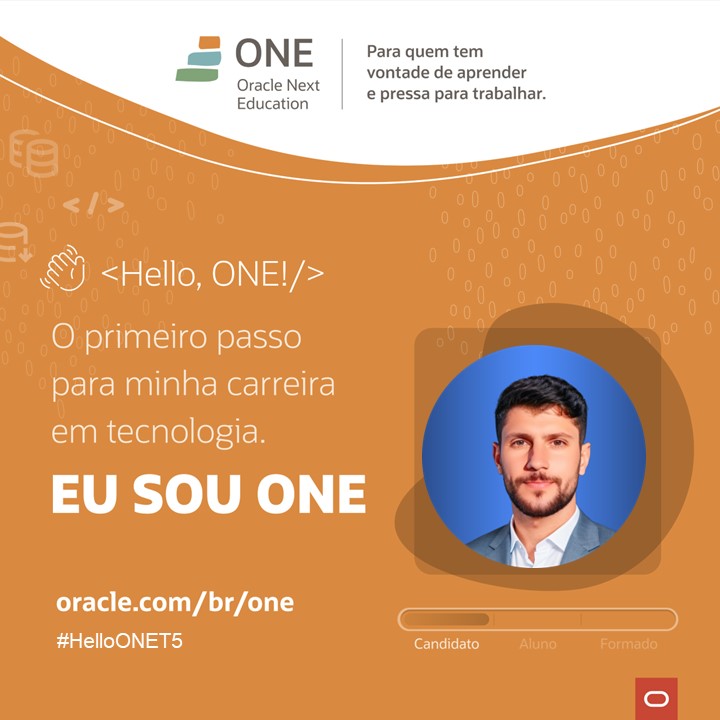 ONE
Oracle Next
Education
Para quem tem
vontade de aprender
e pressa para trabalhar.
</>
<Hello, ONE!/>
O primeiro passo
para minha carreira
em tecnologia.
EU SOU ONE
oracle.com/br/one
#HelloONET5
Candidato Aluno Formado